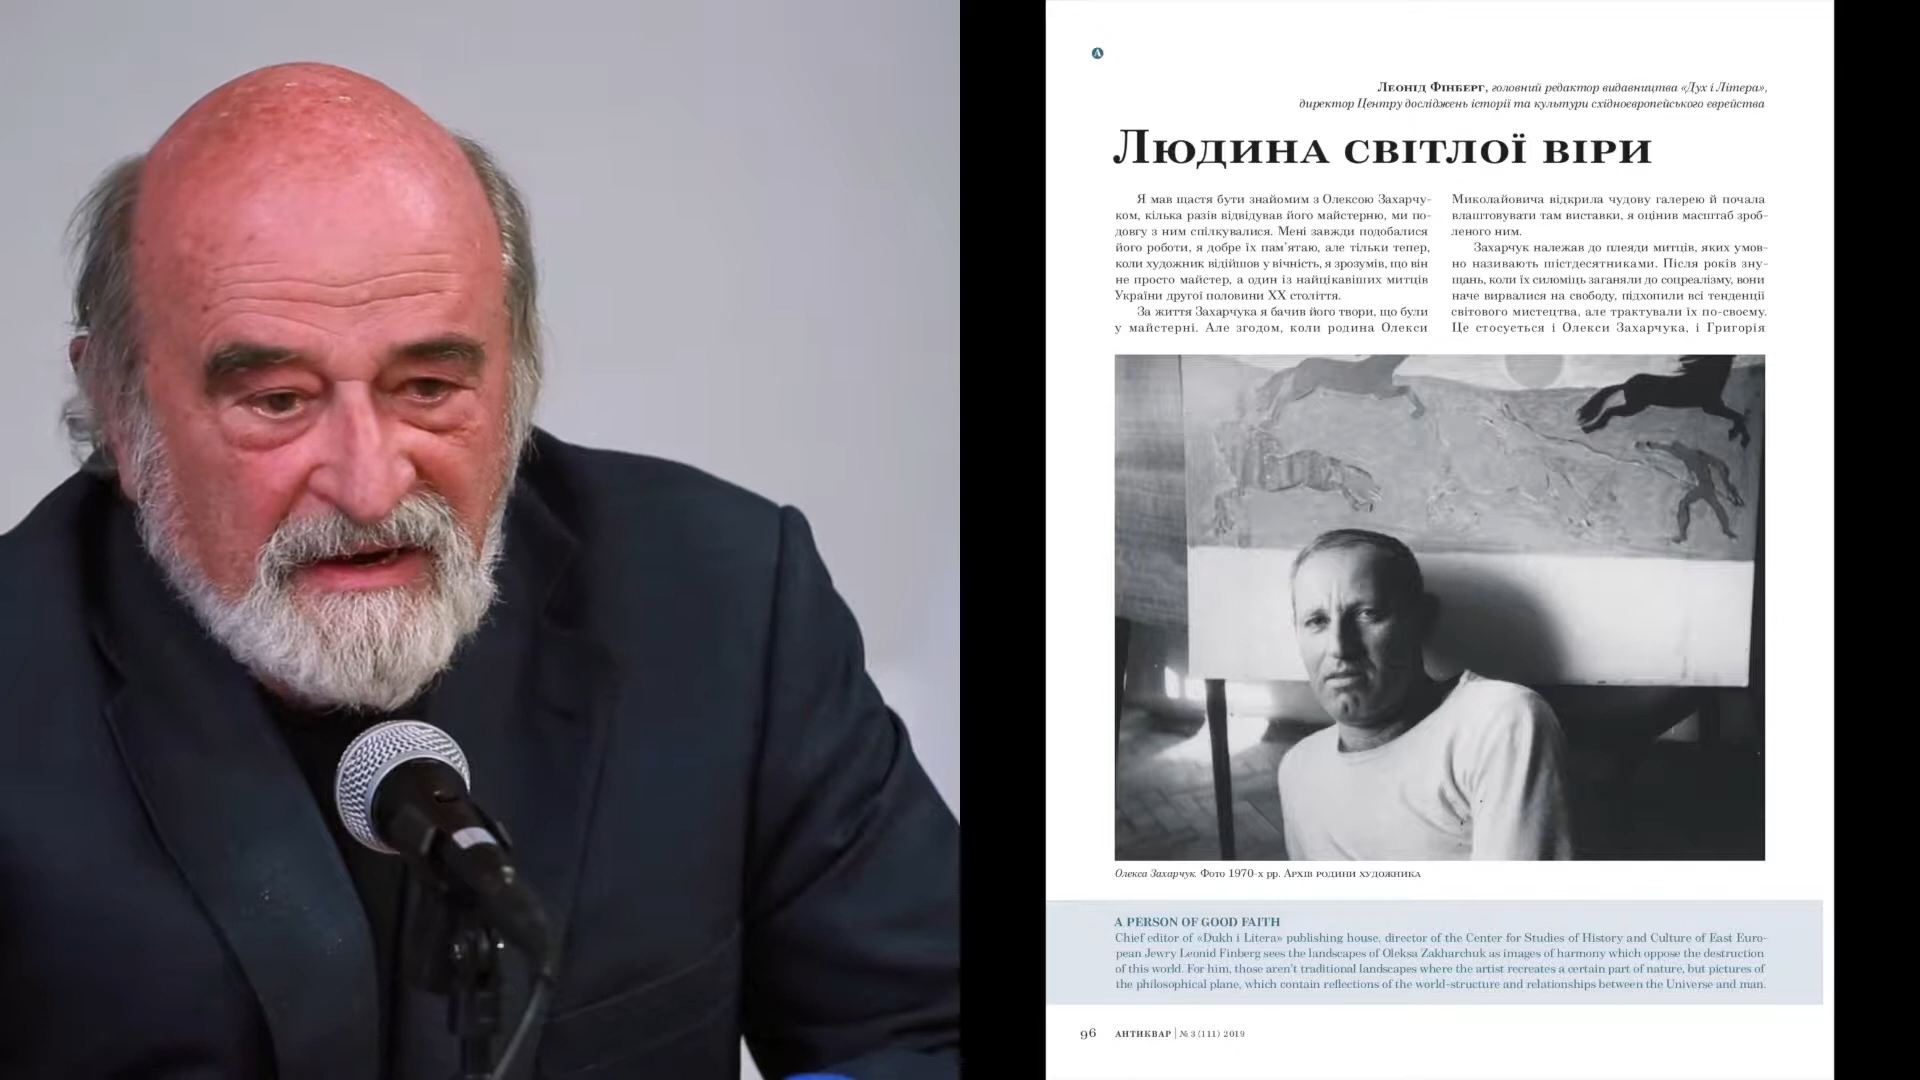 А
Леонід Фінберг, головний редактор видавництва «Дух і Літера»,
директор Центру досліджень історії та культури східноєвропейського єврейства
Людина світлої віри
Я мав щастя бути знайомим з Олексою Захарчу-
ком, кілька разів відвідував його майстерню, ми по-
довгу з ним спілкувалися. Мені завжди подобалися
його роботи, я добре їх пам’ятаю, але тільки тепер,
коли художник відійшов у вічність, я зрозумів, що він
не просто майстер, а один із найцікавіших митців
України другої половини XX століття.
За життя Захарчука я бачив його твори, що були
у майстерні. Але згодом, коли родина Олекси
Миколайовича відкрила чудову галерею й почала
влаштовувати там виставки, я оцінив масштаб зроб-
леного ним.
Захарчук належав до плеяди митців, яких умов-
но називають шістдесятниками. Після років зну-
щань, коли їх силоміць заганяли до соцреалізму, вони
наче вирвалися на свободу, підхопили всі тенденції
світового мистецтва, але трактували їх по-своєму.
Це стосується і Олекси Захарчука, і Григорія
Олекса Захарчук. Фото 1970-х рр. Архів родини художника
A PERSON OF GOOD FAITH
Chief editor of «Dukh i Litera» publishing house, director of the Center for Studies of History and Culture of East Euro-
pean Jewry Leonid Finberg sees the landscapes of Oleksa Zakharchuk as images of harmony which oppose the destruction
of this world. For him, those aren't traditional landscapes where the artist recreates a certain part of nature, but pictures of
the philosophical plane, which contain reflections of the world-structure and relationships between the Universe and man.
96 АНТИКВАР | № 3 (111) 2019